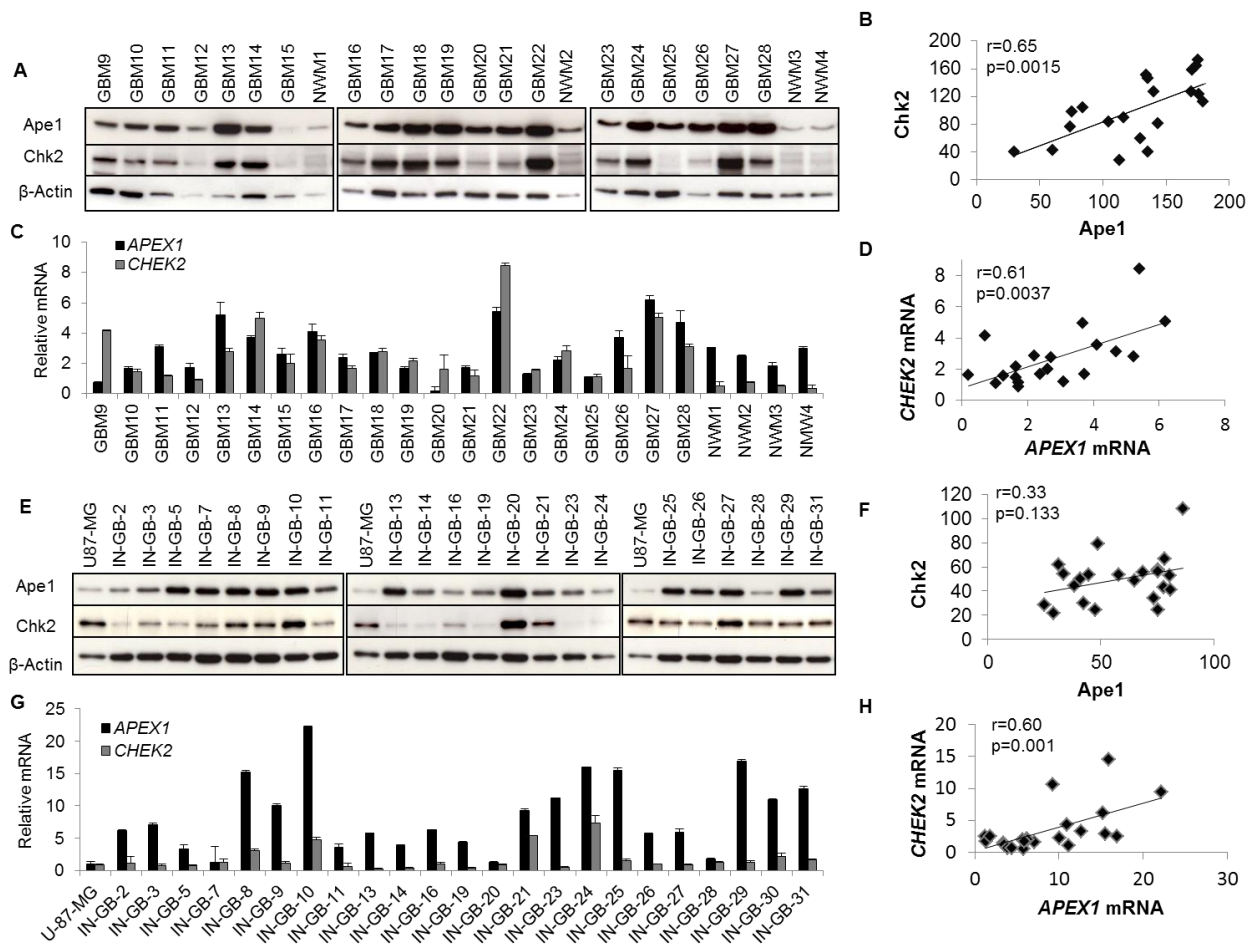 A
GBM9 GBM10 GBM11 GBM12 GBM13 GBM14 GBM15 NWM1
GBM16 GBM17 GBM18 GBM19 GBM20 GBM21 GBM22 NWM2
GBM23 GBM24 GBM25 GBM26 GBM27 GBM28 NWM3 NWM4
Ape1
Chk2
β-Actin
B
r=0.65
p=0.0015
Chk2
200
160
120
80
40
0
0 50 100 150 200
Ape1
C
APEX1
CHEK2
Relative mRNA
10
8
6
4
2
0
GBM9 GBM10 GBM11 GBM12 GBM13 GBM14 GBM15 GBM16 GBM17 GBM18 GBM19 GBM20 GBM21 GBM22 GBM23 GBM24 GBM25 GBM26 GBM27 GBM28 NWM1 NWM2 NWM3 NMW4
D
r=0.61
p=0.0037
CHEK2 mRNA
8
6
4
2
0
0 2 4 6 8
APEX1 mRNA
E
U87-MG IN-GB-2 IN-GB-3 IN-GB-5 IN-GB-7 IN-GB-8 IN-GB-9 IN-GB-10 IN-GB-11
U87-MG IN-GB-13 IN-GB-14 IN-GB-16 IN-GB-19 IN-GB-20 IN-GB-21 IN-GB-23 IN-GB-24
U87-MG IN-GB-25 IN-GB-26 IN-GB-27 IN-GB-28 IN-GB-29 IN-GB-31
Ape1
Chk2
β-Actin
F
r=0.33
p=0.133
Chk2
120
100
80
60
40
20
0
0 50 100
Ape1
G
APEX1
CHEK2
Relative mRNA
25
20
15
10
5
0
U-87-MG IN-GB-2 IN-GB-3 IN-GB-5 IN-GB-7 IN-GB-8 IN-GB-9 IN-GB-10 IN-GB-11 IN-GB-13 IN-GB-14 IN-GB-16 IN-GB-19 IN-GB-20 IN-GB-21 IN-GB-23 IN-GB-24 IN-GB-25 IN-GB-26 IN-GB-27 IN-GB-28 IN-GB-29 IN-GB-30 IN-GB-31
H
r=0.60
p=0.001
CHEK2 mRNA
20
15
10
5
0
0 10 20 30
APEX1 mRNA